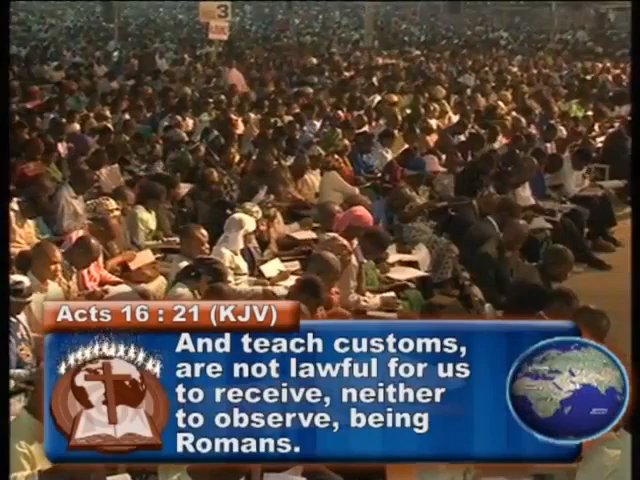 3
Acts 16 : 21 (KJV)
And teach customs,
are not lawful for us
to receive, neither
to observe, being
Romans.